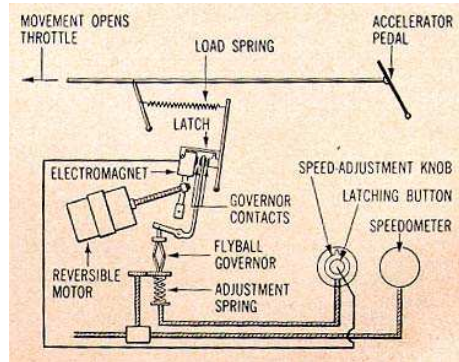 MOVEMENT OPENS
THROTTLE
ACCELERATOR
PEDAL
LOAD SPRING
LATCH
ELECTROMAGNET
SPEED-ADJUSTMENT KNOB
LATCHING BUTTON
GOVERNOR
CONTACTS
SPEEDOMETER
FLYBALL
GOVERNOR
REVERSIBLE
MOTOR
ADJUSTMENT
SPRING